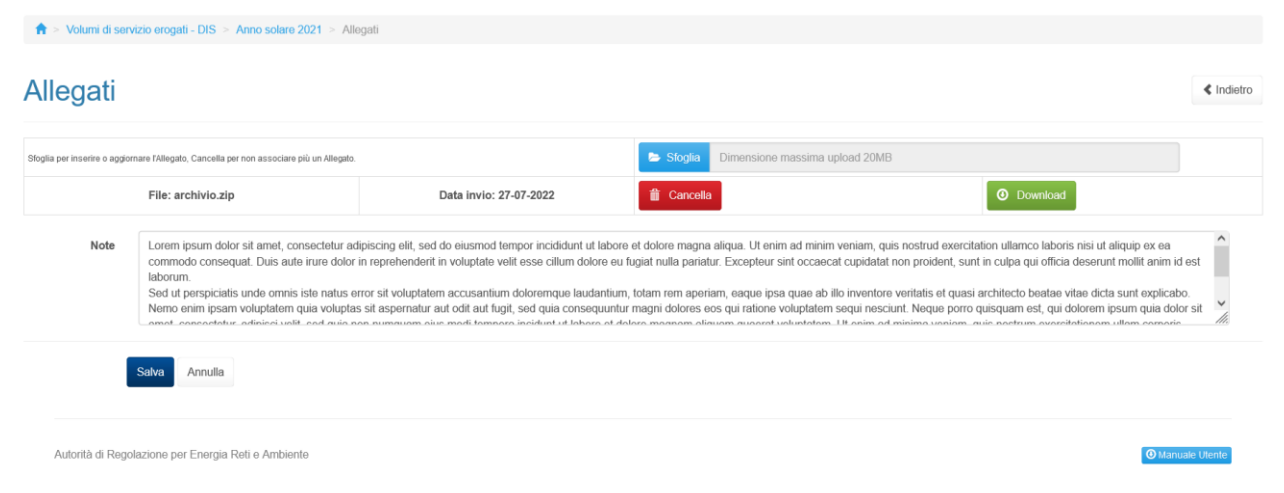 > Volumi di servizio erogati - DIS > Anno solare 2021 > Allegati
Allegati
Indietro
Sfoglia per inserire o aggiornare l'Allegato, Cancella per non associare più un Allegato.
Sfoglia Dimensione massima upload 20MB
File: archivio.zip Data invio: 27-07-2022 Cancella Download
Note
Lorem ipsum dolor sit amet, consectetur adipiscing elit, sed do eiusmod tempor incididunt ut labore et dolore magna aliqua. Ut enim ad minim veniam, quis nostrud exercitation ullamco laboris nisi ut aliquip ex ea
commodo consequat. Duis aute irure dolor in reprehenderit in voluptate velit esse cillum dolore eu fugiat nulla pariatur. Excepteur sint occaecat cupidatat non proident, sunt in culpa qui officia deserunt mollit anim id est
laborum.
Sed ut perspiciatis unde omnis iste natus error sit voluptatem accusantium doloremque laudantium, totam rem aperiam, eaque ipsa quae ab illo inventore veritatis et quasi architecto beatae vitae dicta sunt explicabo.
Nemo enim ipsam voluptatem quia voluptas sit aspernatur aut odit aut fugit, sed quia consequuntur magni dolores eos qui ratione voluptatem sequi nesciunt. Neque porro quisquam est, qui dolorem ipsum quia dolor sit
Salva Annulla
Autorità di Regolazione per Energia Reti e Ambiente
Manuale Utente